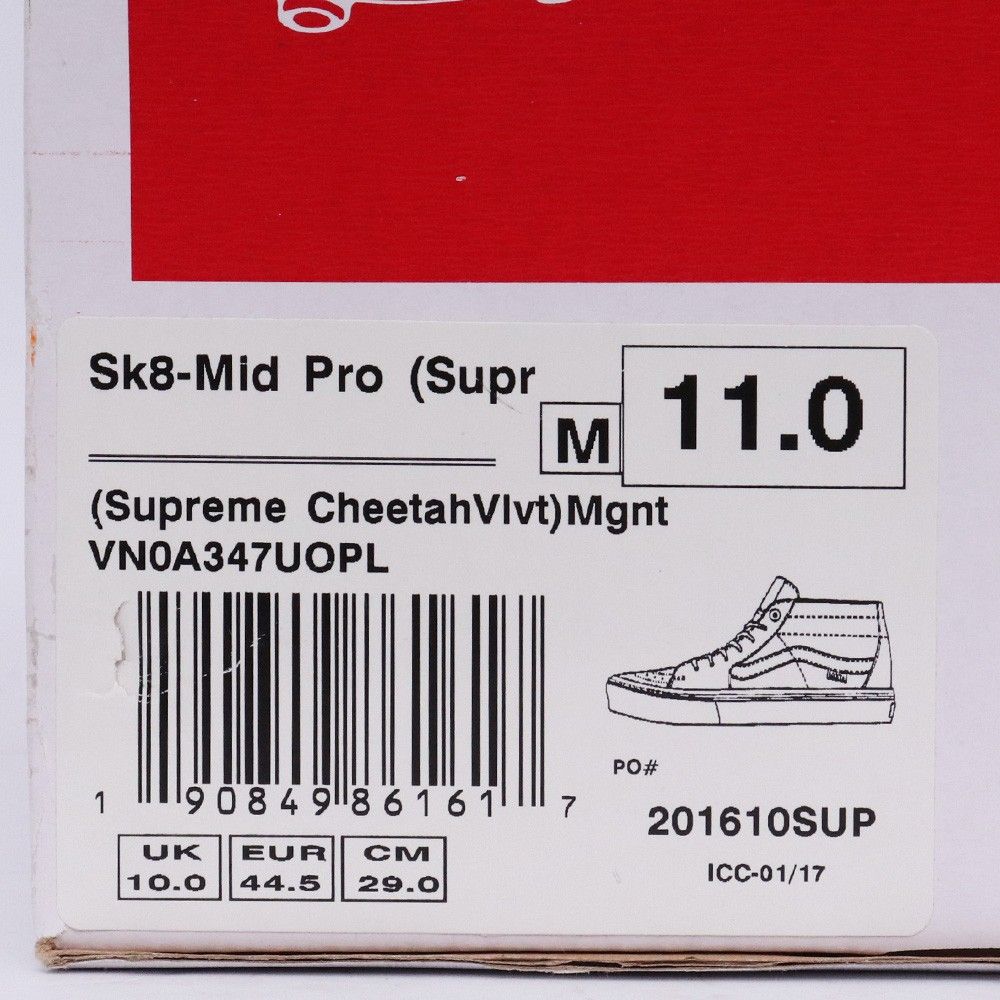 Sk8-Mid Pro (Supr
M 11.0
(Supreme CheetahVlvt)Mgnt
VN0A347UOPL
1 90849 86161 7
PO#
201610SUP
ICC-01/17
UK EUR CM
10.0 44.5 29.0